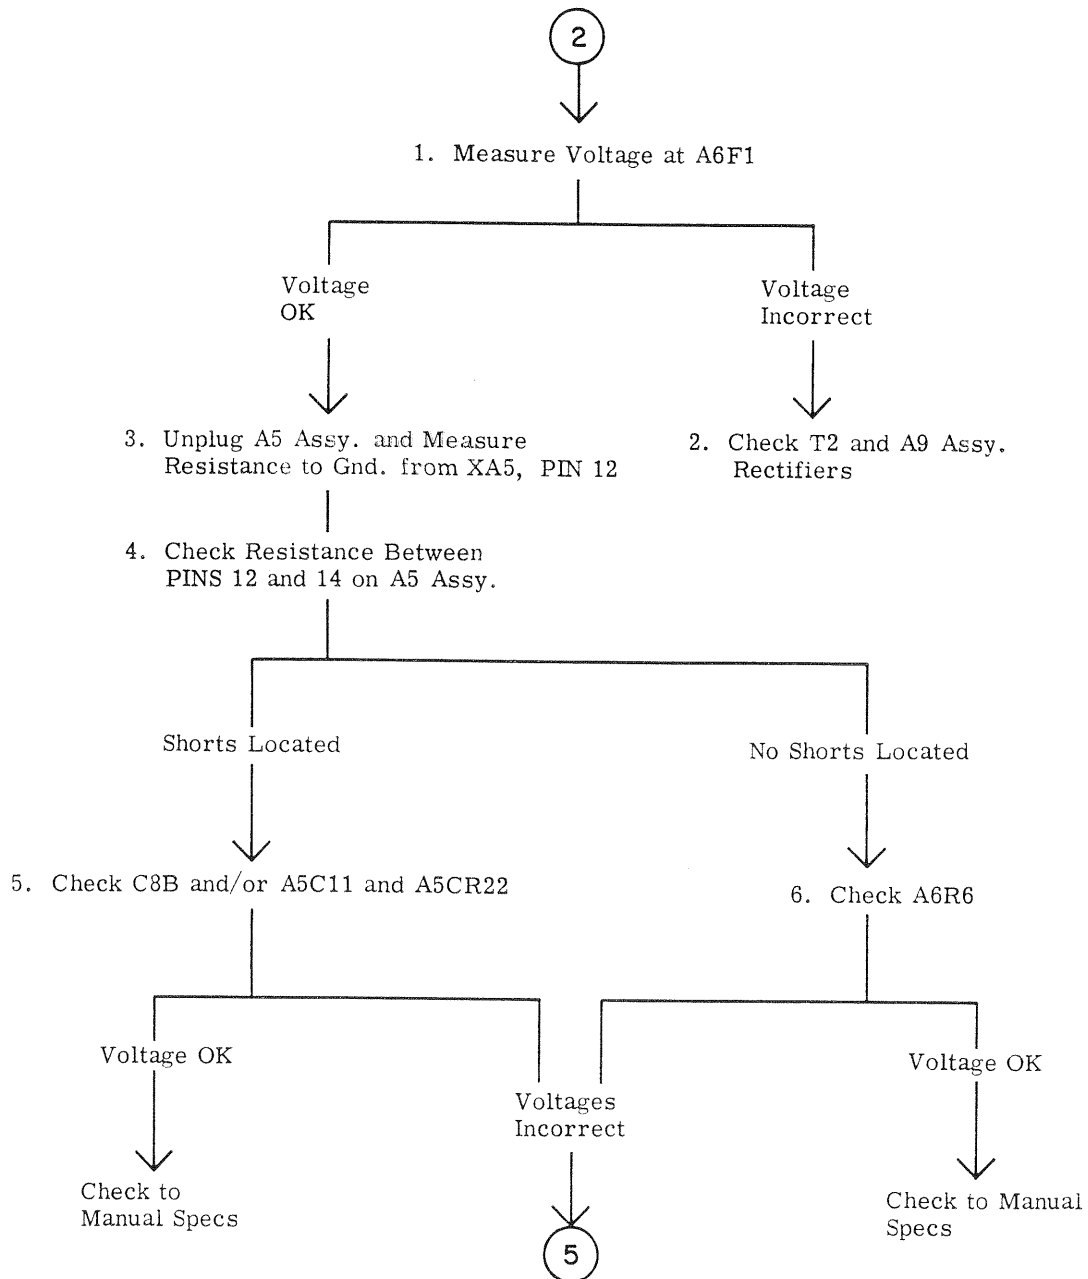 2
1. Measure Voltage at A6F1
Voltage
OK
Voltage
Incorrect
3. Unplug A5 Assy. and Measure
Resistance to Gnd. from XA5, PIN 12
2. Check T2 and A9 Assy.
Rectifiers
4. Check Resistance Between
PINS 12 and 14 on A5 Assy.
Shorts Located
No Shorts Located
5. Check C8B and/or A5C11 and A5CR22
6. Check A6R6
Voltage OK
Voltages
Incorrect
Voltage OK
Check to
Manual Specs
Check to Manual
Specs
5